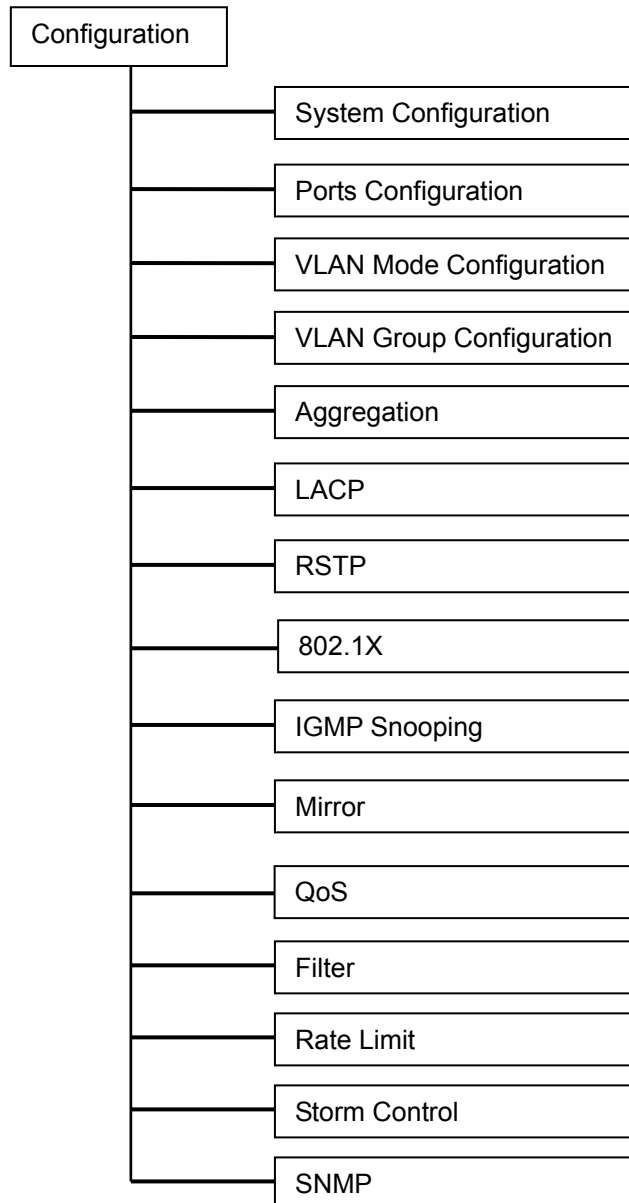 Configuration
System Configuration
Ports Configuration
VLAN Mode Configuration
VLAN Group Configuration
Aggregation
LACP
RSTP
802.1X
IGMP Snooping
Mirror
QoS
Filter
Rate Limit
Storm Control
SNMP